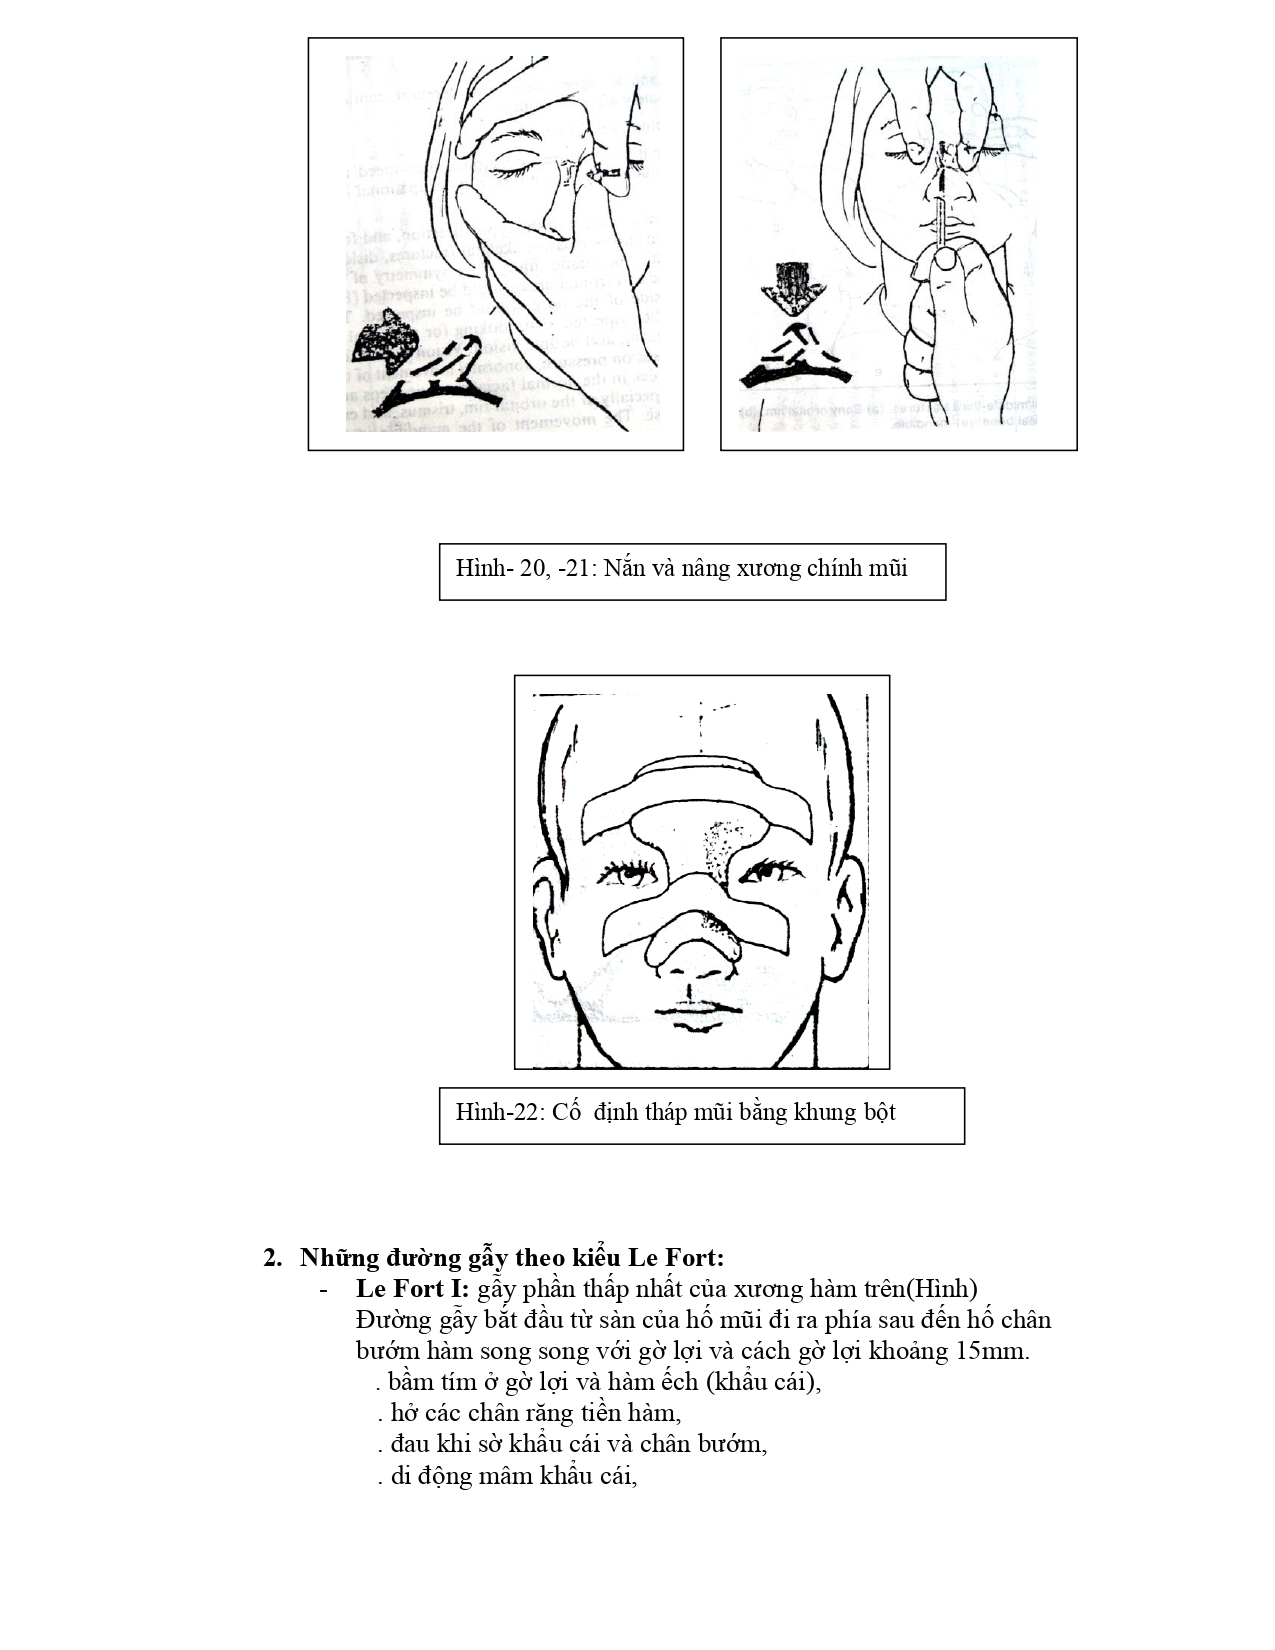 Hình- 20, -21: Nắn và nâng xương chính mũi
Hình-22: Cố định tháp mũi bằng khung bột
2. Những đường gẫy theo kiểu Le Fort:
- Le Fort I: gẫy phần thấp nhất của xương hàm trên(Hình)
Đường gẫy bắt đầu từ sàn của hố mũi đi ra phía sau đến hố chân
bướm hàm song song với gờ lợi và cách gờ lợi khoảng 15mm.
. bầm tím ở gờ lợi và hàm ếch (khẩu cái),
. hở các chân răng tiền hàm,
. đau khi sờ khẩu cái và chân bướm,
. di động mâm khẩu cái,